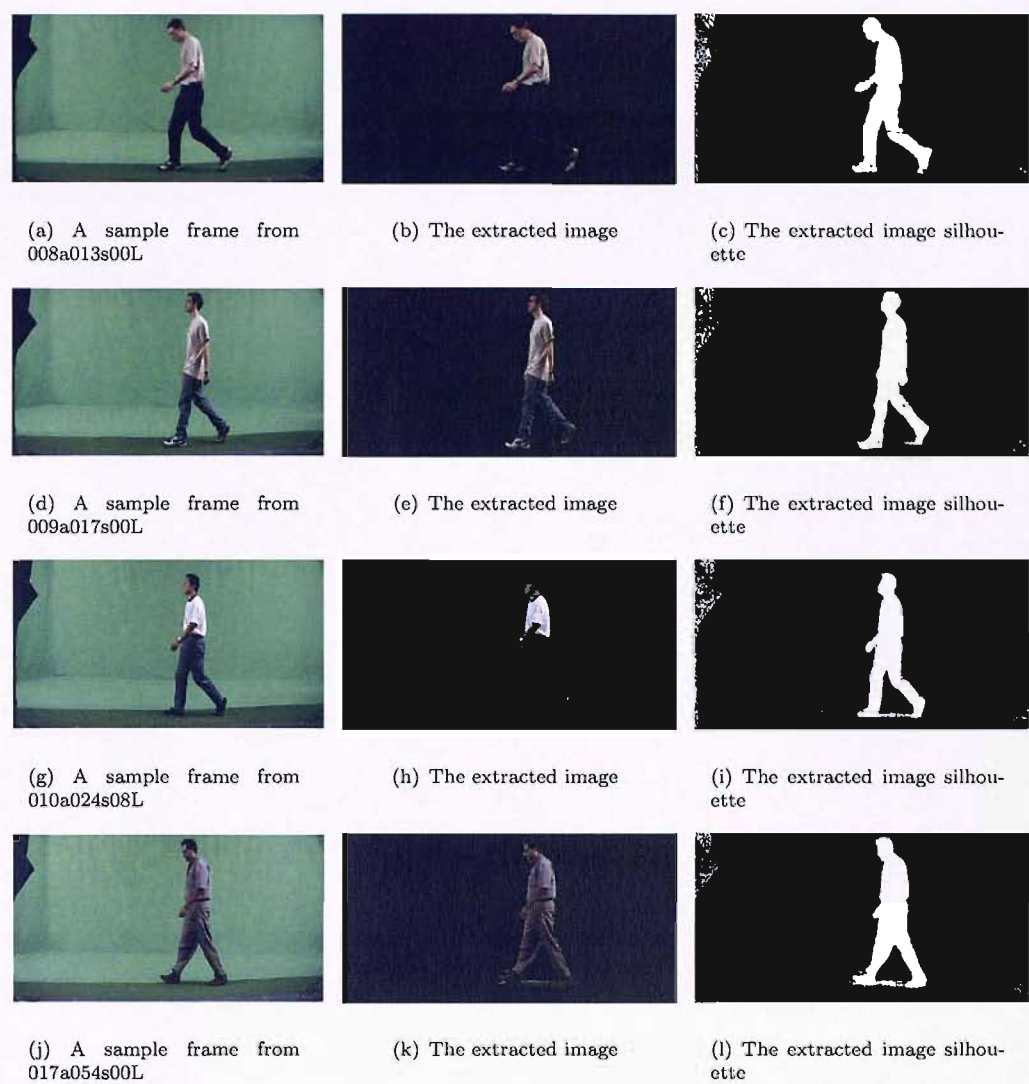 (a) A sample frame from
008a013s00L
(b) The extracted image
(c) The extracted image silhou-
ette
(d) A sample frame from
009a017s00L
(e) The extracted image
(f) The extracted image silhou-
ette
(g) A sample frame from
010a024s08L
(h) The extracted image
(i) The extracted image silhou-
ette
(j) A sample frame from
017a054s00L
(k) The extracted image
(l) The extracted image silhou-
ette